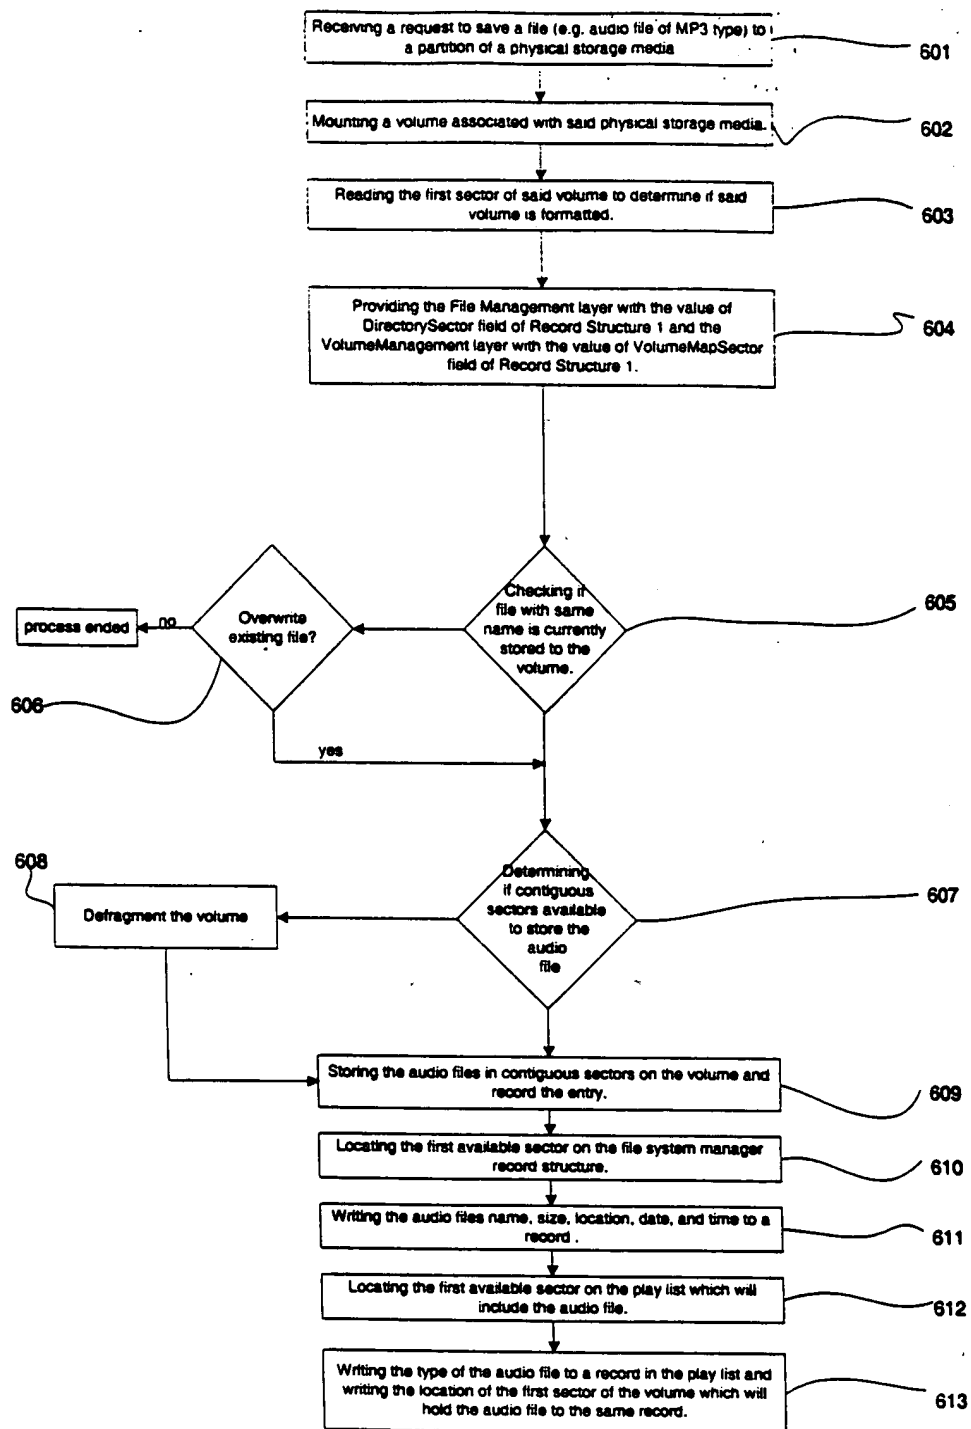 Receiving a request to save a file (e.g. audio file of MP3 type) to
a partition of a physical storage media
601
Mounting a volume associated with said physical storage media.
602
Reading the first sector of said volume to determine if said
volume is formatted.
603
Providing the File Management layer with the value of
DirectorySector field of Record Structure 1 and the
VolumeManagement layer with the value of VolumeMapSector
field of Record Structure 1.
604
Checking if
file with same
name is currently
stored to the
volume.
605
Overwrite
existing file?
no
process ended
606
yes
Determining
if contiguous
sectors available
to store the
audio
file
607
608
Defragment the volume
Storing the audio files in contiguous sectors on the volume and
record the entry.
609
Locating the first available sector on the file system manager
record structure.
610
Writing the audio files name, size, location, date, and time to a
record .
611
Locating the first available sector on the play list which will
include the audio file.
612
Writing the type of the audio file to a record in the play list and
writing the location of the first sector of the volume which will
hold the audio file to the same record.
613